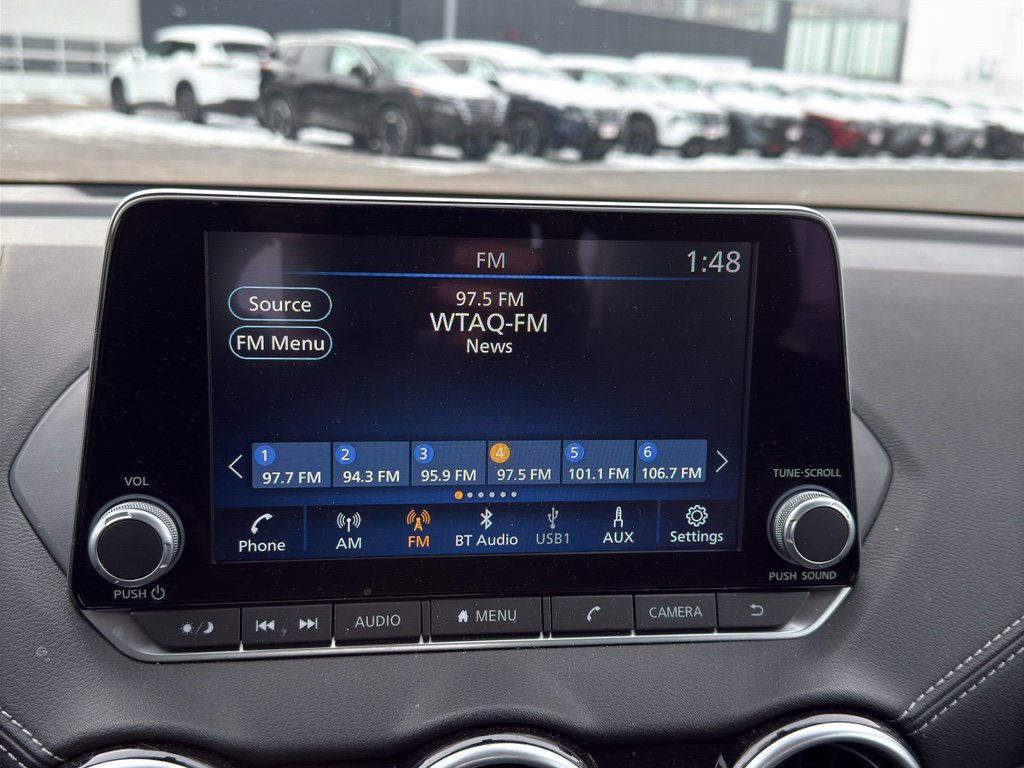 FM
1:48
Source
97.5 FM
WTAQ-FM
FM Menu
News
1 2 3 4 5 6
97.7 FM 94.3 FM 95.9 FM 97.5 FM 101.1 FM 106.7 FM
VOL
TUNE·SCROLL
Phone AM FM BT Audio USB1 AUX Settings
PUSH
PUSH SOUND
AUDIO MENU CAMERA